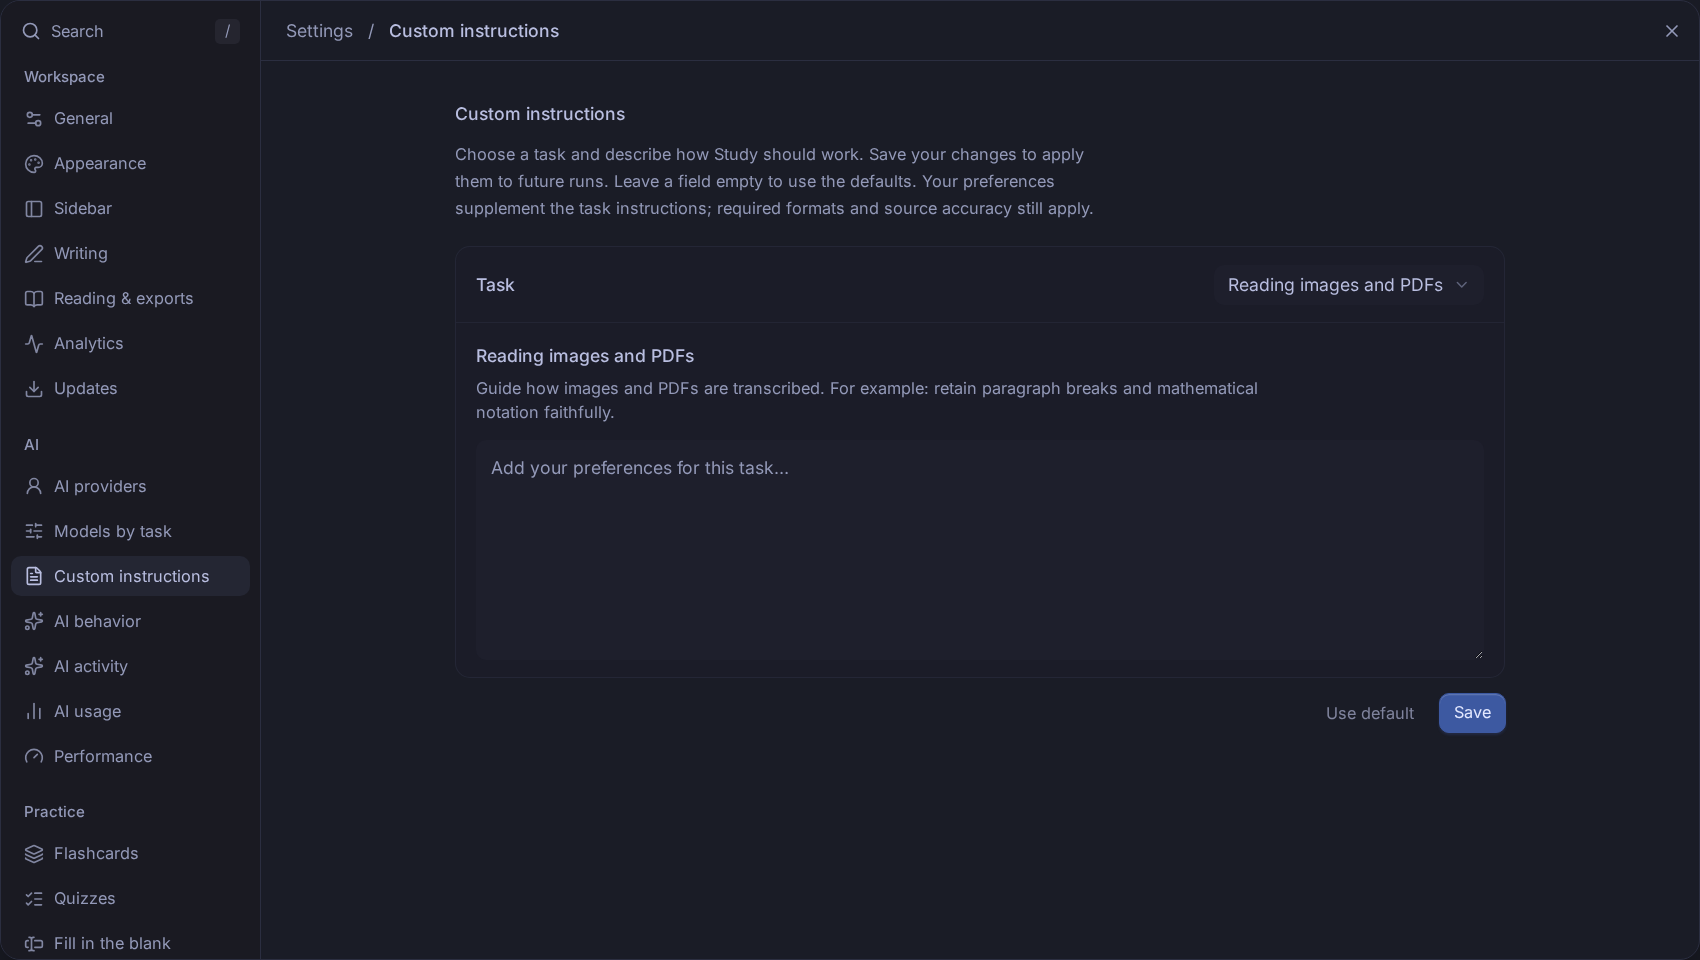 Search /
Settings / Custom instructions
Workspace
General
Appearance
Sidebar
Writing
Reading & exports
Analytics
Updates
AI
AI providers
Models by task
Custom instructions
AI behavior
AI activity
AI usage
Performance
Practice
Flashcards
Quizzes
Fill in the blank
Custom instructions
Choose a task and describe how Study should work. Save your changes to apply
them to future runs. Leave a field empty to use the defaults. Your preferences
supplement the task instructions; required formats and source accuracy still apply.
Task
Reading images and PDFs
Reading images and PDFs
Guide how images and PDFs are transcribed. For example: retain paragraph breaks and mathematical
notation faithfully.
Add your preferences for this task...
Use default
Save